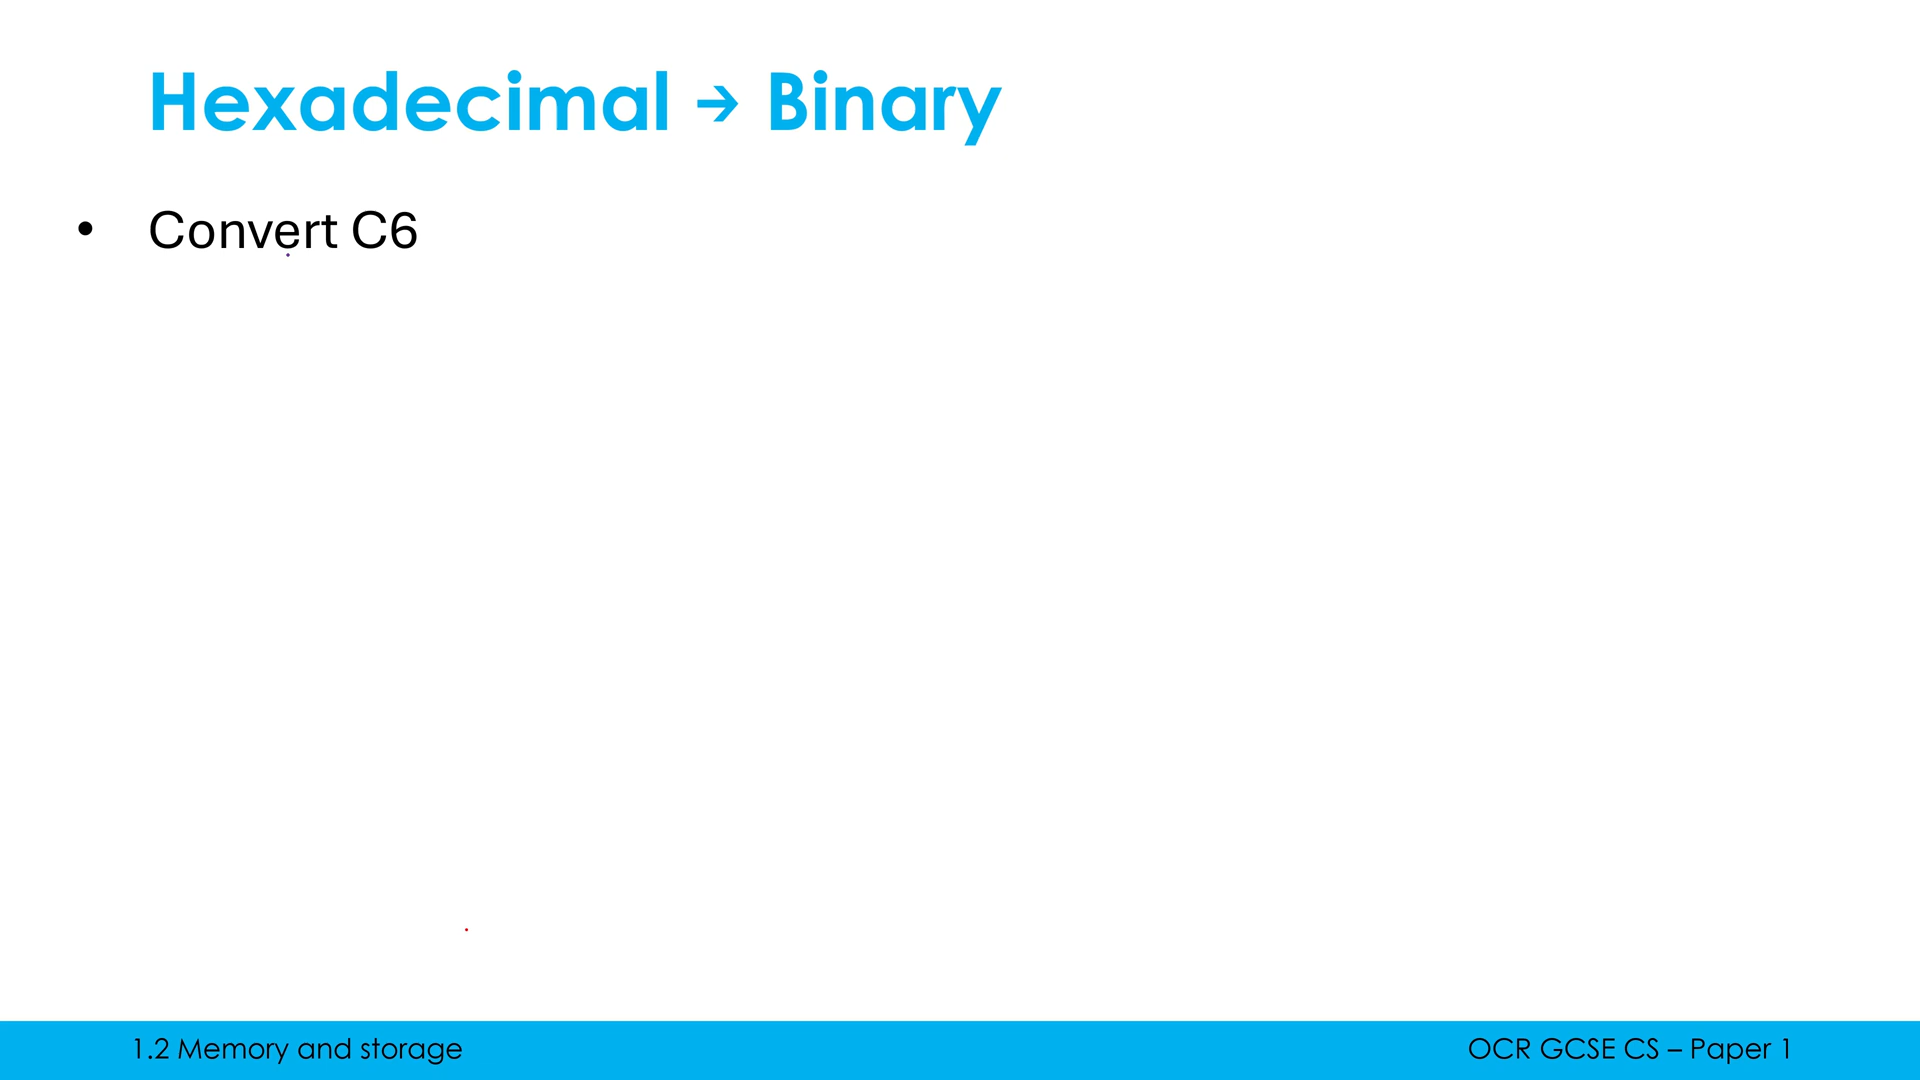 Hexadecimal → Binary
• Convert C6
1.2 Memory and storage
OCR GCSE CS – Paper 1